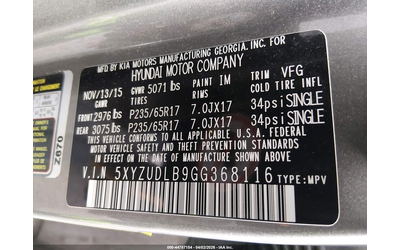 MFD BY KIA MOTORS MANUFACTURING GEORGIA.INC. FOR
HYUNDAI MOTOR COMPANY
NOV/13/15 GVWR 5071 lbs PAINT IM TRIM VFG
GAWR TIRES RIMS COLD TIRE INFL
FRONT 2976 lbs P235/65R17 7.0JX17 34psi SINGLE
REAR 3075 lbs P235/65R17 7.0JX17 34psi SINGLE
THIS VEHICLE CONFORMS TO ALL APPLICABLE FEDERAL
MOTOR VEHICLE SAFETY, BUMPER, AND THEFT PREVENTION
STANDARDS IN EFFECT ON THE DATE OF MANUFACTURE
SHOWN ABOVE.
V.I.N 5XYZUDLB9GG368116 TYPE:MPV
Z670